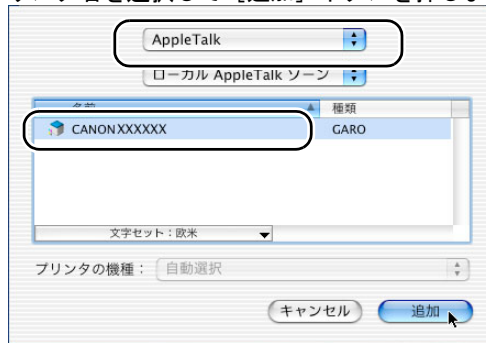 AppleTalk
ローカル AppleTalk ゾーン
名前 種類
CANONXXXXXX GARO
文字セット：欧米
プリンタの機種： 自動選択
キャンセル 追加